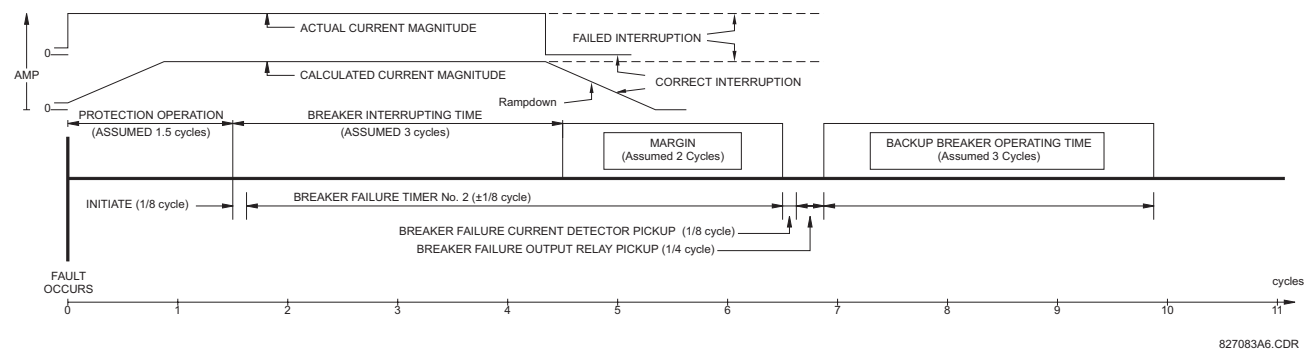 ACTUAL CURRENT MAGNITUDE
FAILED INTERRUPTION
0
AMP
CALCULATED CURRENT MAGNITUDE
CORRECT INTERRUPTION
Rampdown
0
PROTECTION OPERATION
(ASSUMED 1.5 cycles)
BREAKER INTERRUPTING TIME
(ASSUMED 3 cycles)
MARGIN
(Assumed 2 Cycles)
BACKUP BREAKER OPERATING TIME
(Assumed 3 Cycles)
INITIATE (1/8 cycle)
BREAKER FAILURE TIMER No. 2 (±1/8 cycle)
BREAKER FAILURE CURRENT DETECTOR PICKUP (1/8 cycle)
BREAKER FAILURE OUTPUT RELAY PICKUP (1/4 cycle)
FAULT
OCCURS
cycles
0 1 2 3 4 5 6 7 8 9 10 11
827083A6.CDR